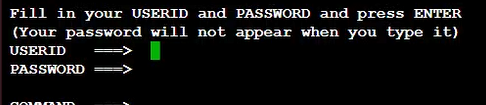 Fill in your USERID and PASSWORD and press ENTER
(Your password will not appear when you type it)
USERID ===>
PASSWORD ===>
COMMAND ===>